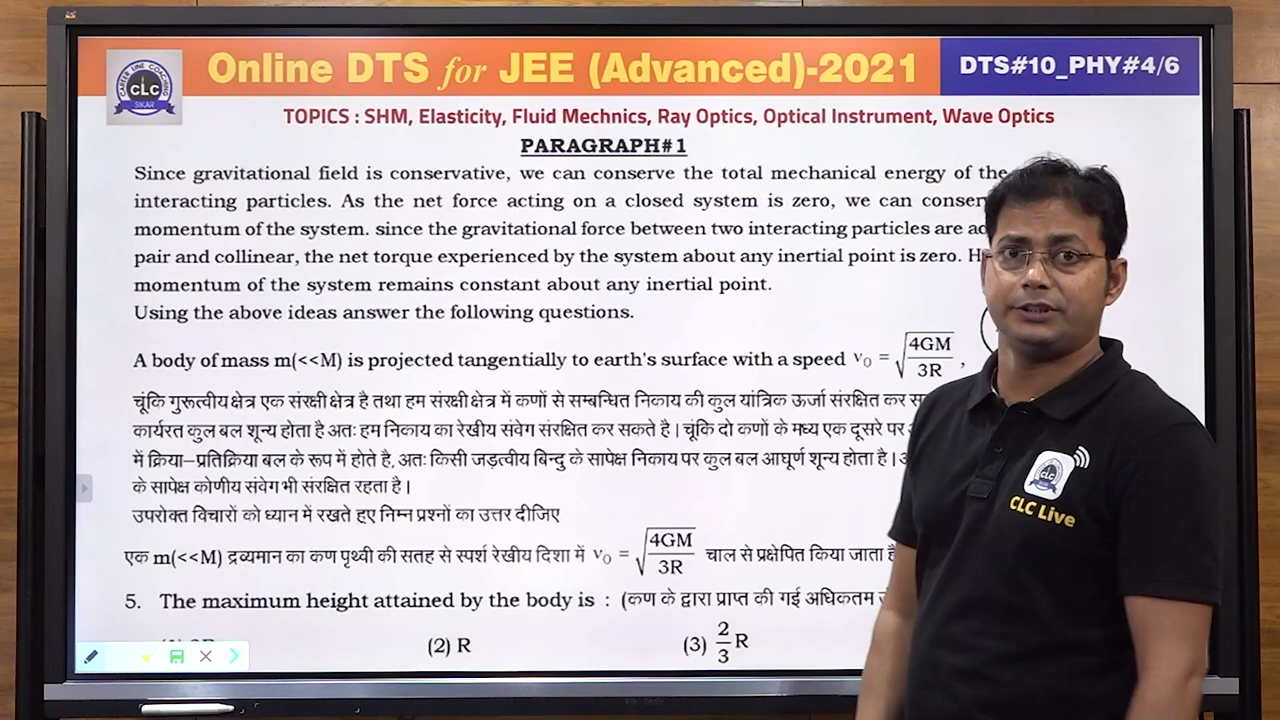 Online DTS for JEE (Advanced)-2021
DTS#10_PHY#4/6
CAREER LINE COACHING
CLC
SIKAR
TOPICS : SHM, Elasticity, Fluid Mechnics, Ray Optics, Optical Instrument, Wave Optics
PARAGRAPH#1
Since gravitational field is conservative, we can conserve the total mechanical energy of the
interacting particles. As the net force acting on a closed system is zero, we can
momentum of the system. since the gravitational force between two interacting particles are
pair and collinear, the net torque experienced by the system about any inertial point is zero.
momentum of the system remains constant about any inertial point.
Using the above ideas answer the following questions.
A body of mass m(<<M) is projected tangentially to earth's surface with a speed v₀ = √(4GM/3R) ,
चूंकि गुरूत्वीय क्षेत्र एक संरक्षी क्षेत्र है तथा हम संरक्षी क्षेत्र में कणों से सम्बन्धित निकाय की कुल यांत्रिक ऊर्जा संरक्षित कर
कार्यरत कुल बल शून्य होता है अतः हम निकाय का रेखीय संवेग संरक्षित कर सकते है। चूंकि दो कणों के मध्य एक दूसरे पर
में क्रिया–प्रतिक्रिया बल के रूप में होते है, अतः किसी जड़त्वीय बिन्दु के सापेक्ष निकाय पर कुल बल आघूर्ण शून्य होता है।
के सापेक्ष कोणीय संवेग भी संरक्षित रहता है।
उपरोक्त विचारों को ध्यान में रखते हुए निम्न प्रश्नों का उत्तर दीजिए
एक m(<<M) द्रव्यमान का कण पृथ्वी की सतह से स्पर्श रेखीय दिशा में v₀ = √(4GM/3R) चाल से प्रक्षेपित किया जाता
5. The maximum height attained by the body is : (कण के द्वारा प्राप्त की गई अधिकतम
(2) R
(3) 2/3 R
CLC
CLC Live